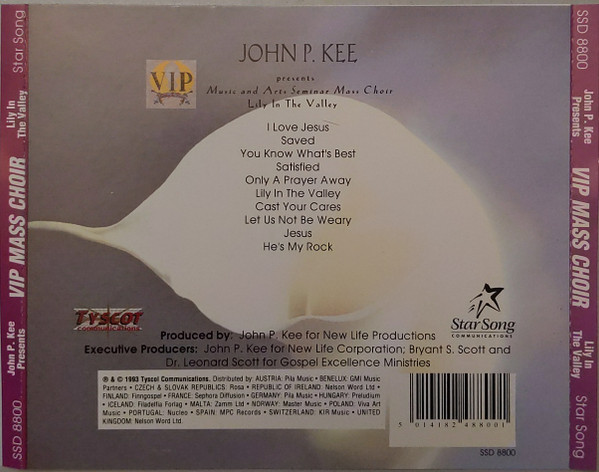 JOHN P. KEE
presents
VIP
Music and Arts Seminar Mass Choir
Lily In The Valley
I Love Jesus
Saved
You Know What's Best
Satisfied
Only A Prayer Away
Lily In The Valley
Cast Your Cares
Let Us Not Be Weary
Jesus
He's My Rock
Tyscot
communications
Star Song
COMMUNICATIONS
Produced by: John P. Kee for New Life Productions
Executive Producers: John P. Kee for New Life Corporation; Bryant S. Scott and
Dr. Leonard Scott for Gospel Excellence Ministries
℗ & © 1993 Tyscot Communications. Distributed by: AUSTRIA: Pila Music • BENELUX: GMI Music
Partners • CZECH & SLOVAK REPUBLICS: Rosa • REPUBLIC OF IRELAND: Nelson Word Ltd •
FINLAND: Finngospel • FRANCE: Sephora Diffusion • GERMANY: Pila Music • HUNGARY: Preludium
• ICELAND: Filadelfia Forlag • MALTA: Zamm Ltd • NORWAY: Master Music • POLAND: Viva Art
Music • PORTUGAL: Nucleo • SPAIN: MPC Records • SWITZERLAND: KIR Music • UNITED
KINGDOM: Nelson Word Ltd.
5 014182 488001
SSD 8800
SSD 8800
John P. Kee
Presents
VIP MASS CHOIR
Lily In
The Valley
Star Song
SSD 8800
John P. Kee
Presents
VIP MASS CHOIR
Lily In
The Valley
Star Song